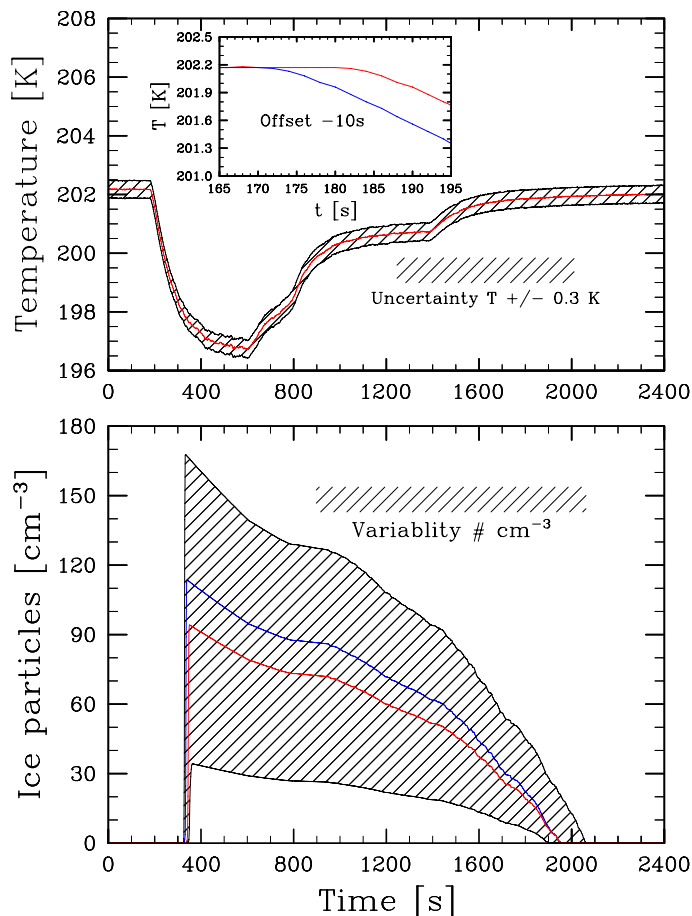 208
206
204
202
200
198
196
Temperature [K]
202.5
202.2
201.9
201.6
201.3
201.0
T [K]
Offset −10s
165 170 175 180 185 190 195
t [s]
Uncertainty T +/− 0.3 K
0 400 800 1200 1600 2000 2400
180
150
120
90
60
30
0
Ice particles [cm−3]
Variablity # cm−3
0 400 800 1200 1600 2000 2400
Time [s]